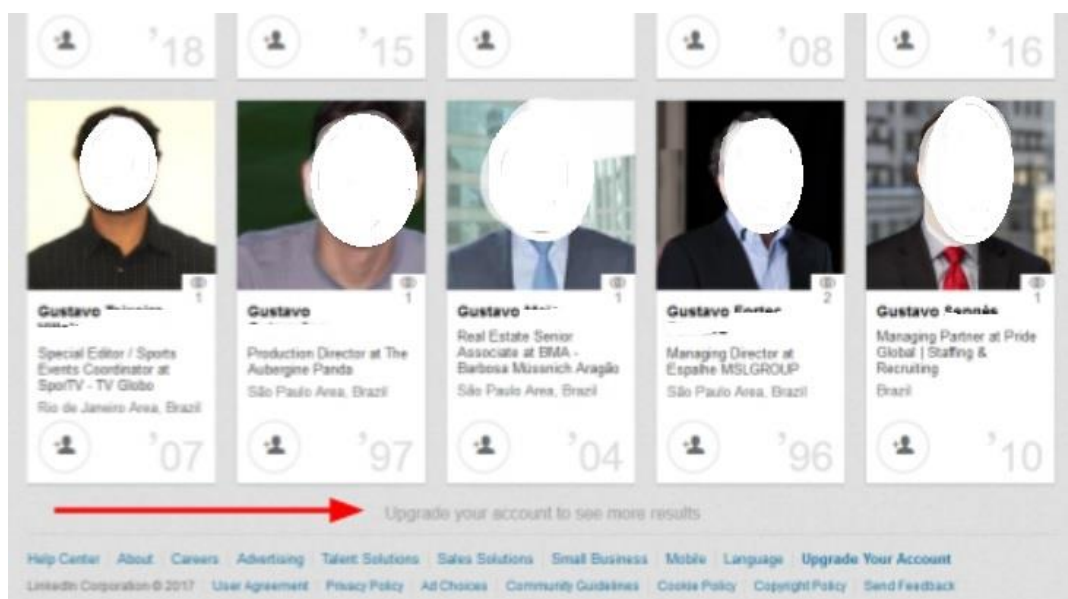 '18 '15 '08 '16
1 1 1 2 1
Gustavo
Special Editor / Sports
Events Coordinator at
SporTV - TV Globo
Rio de Janeiro Area, Brazil
'07
Gustavo
Production Director at The
Aubergine Panda
São Paulo Area, Brazil
'97
Gustavo
Real Estate Senior
Associate at BMA -
Barbosa Müssnich Aragão
São Paulo Area, Brazil
'04
Gustavo
Managing Director at
Espalhe MSLGROUP
São Paulo Area, Brazil
'96
Gustavo
Managing Partner at Pride
Global | Staffing &
Recruiting
Brazil
'10
Upgrade your account to see more results
Help Center About Careers Advertising Talent Solutions Sales Solutions Small Business Mobile Language Upgrade Your Account
LinkedIn Corporation © 2017 User Agreement Privacy Policy Ad Choices Community Guidelines Cookie Policy Copyright Policy Send Feedback